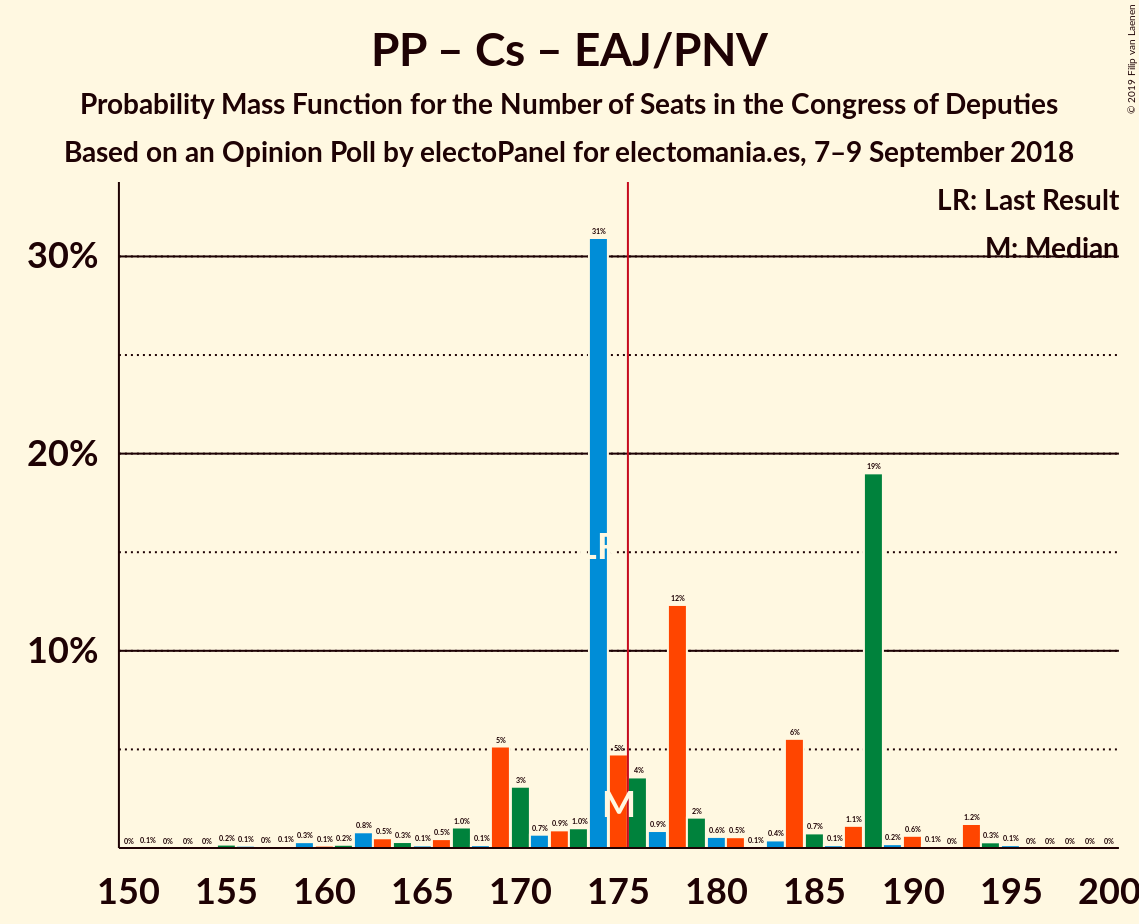 PP – Cs – EAJ/PNV
Probability Mass Function for the Number of Seats in the Congress of Deputies
Based on an Opinion Poll by electoPanel for electomania.es, 7–9 September 2018
© 2019 Filip van Laenen
LR: Last Result
M: Median
30%
20%
10%
0% 0.1% 0% 0% 0% 0.2% 0.1% 0% 0.1% 0.3% 0.1% 0.2% 0.8% 0.5% 0.3% 0.1% 0.5% 1.0% 0.1% 5% 3% 0.7% 0.9% 1.0% 31% 5% 4% 0.9% 12% 2% 0.6% 0.5% 0.1% 0.4% 6% 0.7% 0.1% 1.1% 19% 0.2% 0.6% 0.1% 0% 1.2% 0.3% 0.1% 0% 0% 0% 0% 0%
LR
M
150 155 160 165 170 175 180 185 190 195 200